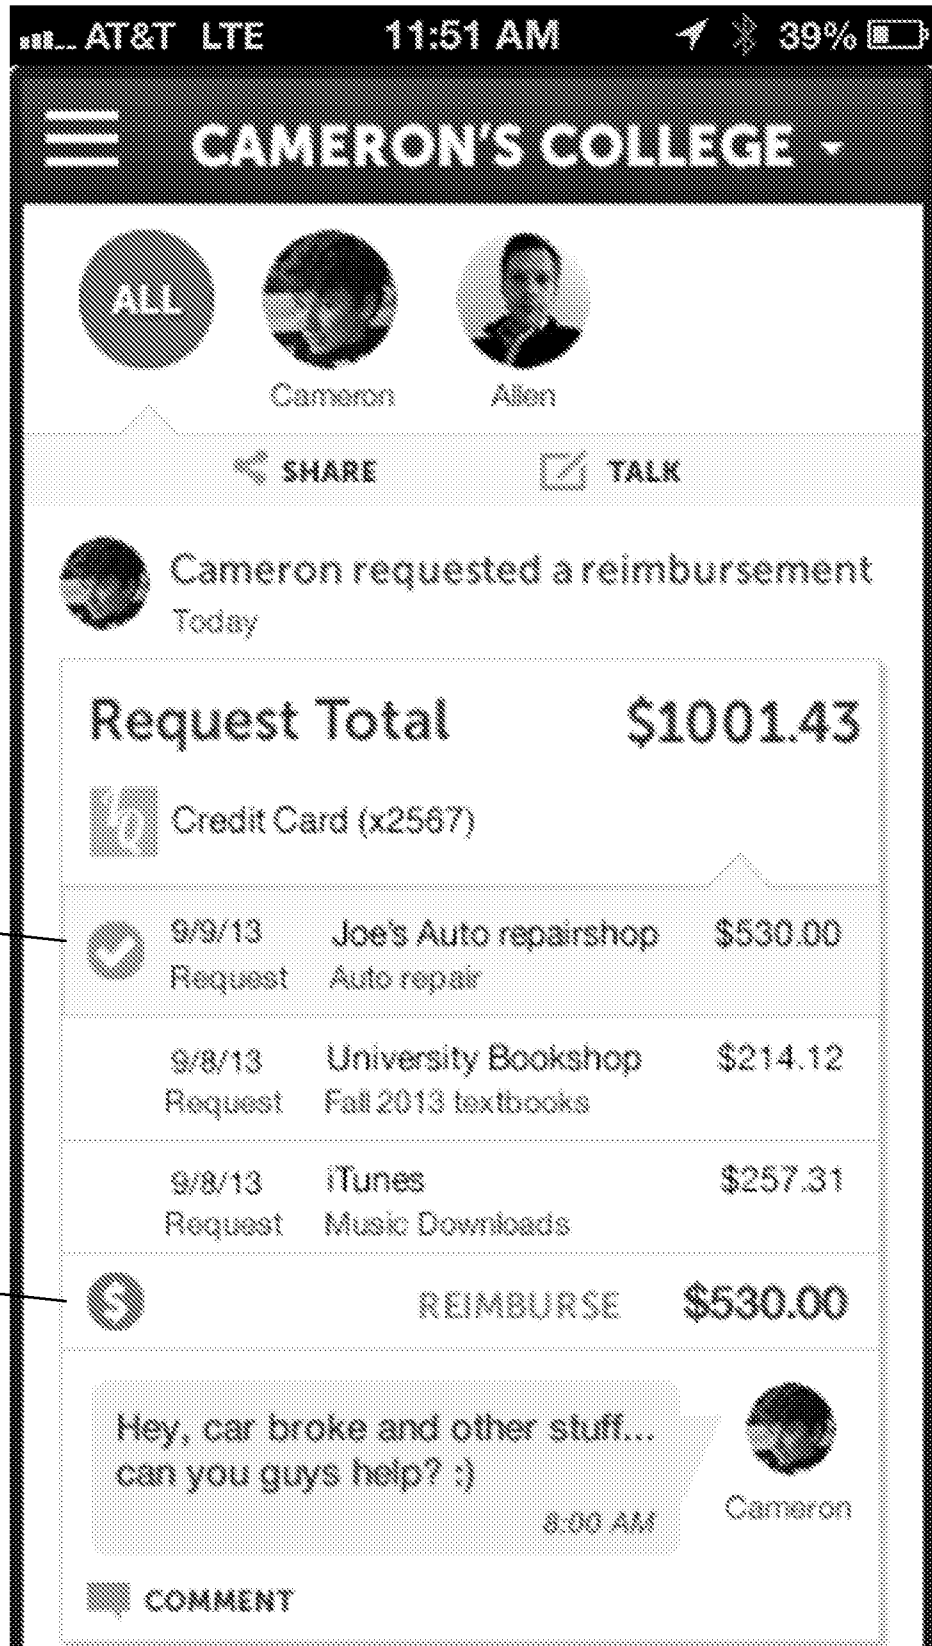 AT&T LTE 11:51 AM 39%
CAMERON'S COLLEGE
ALL
Cameron Allen
SHARE TALK
Cameron requested a reimbursement
Today
Request Total $1001.43
Credit Card (x2567)
9/9/13 Joe's Auto repairshop $530.00
Request Auto repair
9/8/13 University Bookshop $214.12
Request Fall 2013 textbooks
9/8/13 iTunes $257.31
Request Music Downloads
$ REIMBURSE $530.00
Hey, car broke and other stuff...
can you guys help? :)
8:00 AM
Cameron
COMMENT